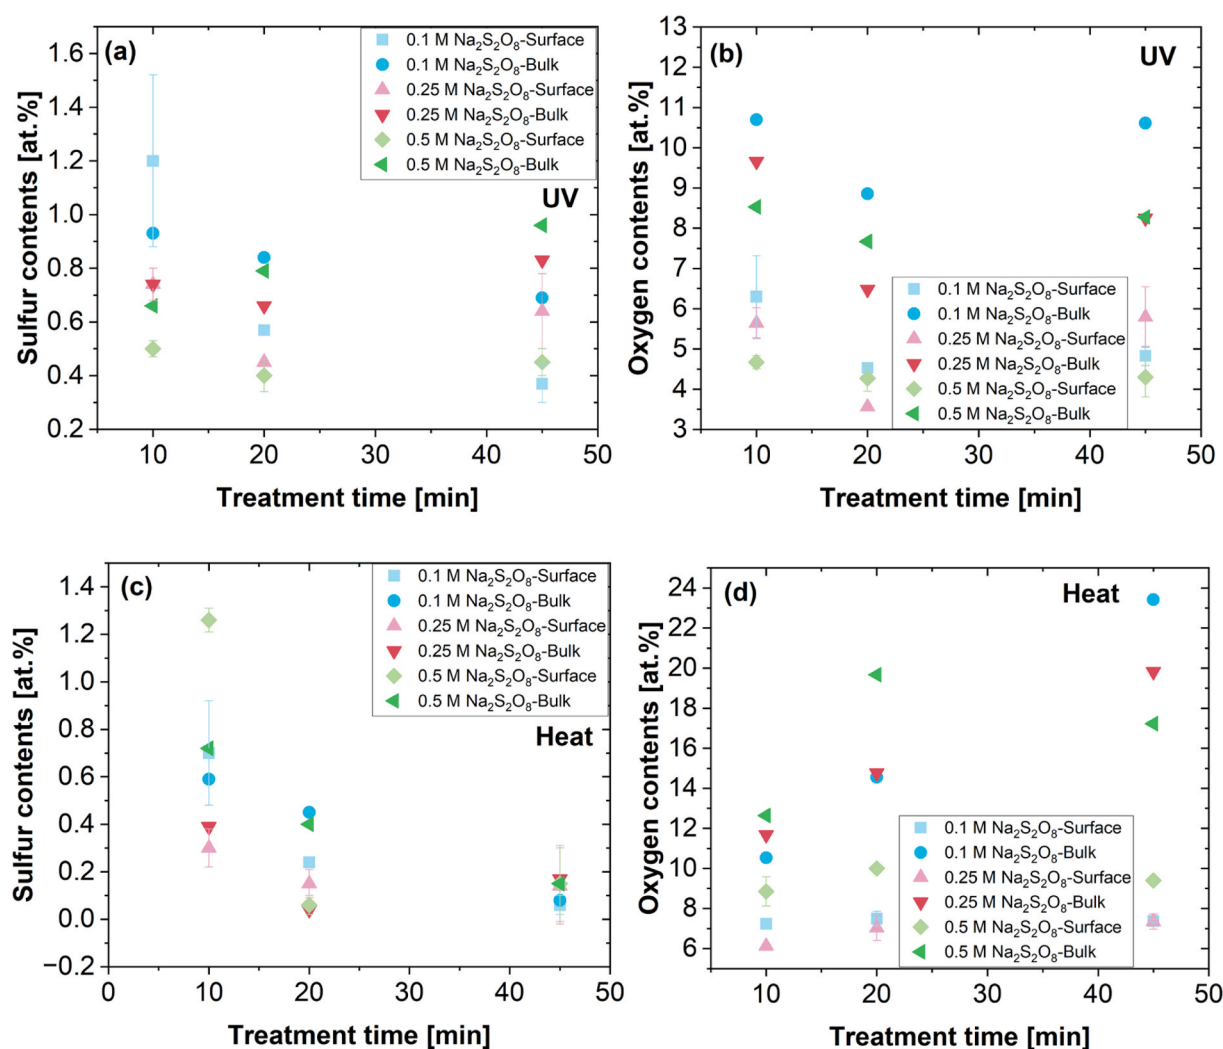 (a)
0.1 M Na₂S₂O₈-Surface
0.1 M Na₂S₂O₈-Bulk
0.25 M Na₂S₂O₈-Surface
0.25 M Na₂S₂O₈-Bulk
0.5 M Na₂S₂O₈-Surface
0.5 M Na₂S₂O₈-Bulk
UV
1.6
1.4
1.2
1.0
0.8
0.6
0.4
0.2
Sulfur contents [at.%]
10 20 30 40 50
Treatment time [min]
(b)
UV
13
12
11
10
9
8
7
6
5
4
3
Oxygen contents [at.%]
0.1 M Na₂S₂O₈-Surface
0.1 M Na₂S₂O₈-Bulk
0.25 M Na₂S₂O₈-Surface
0.25 M Na₂S₂O₈-Bulk
0.5 M Na₂S₂O₈-Surface
0.5 M Na₂S₂O₈-Bulk
10 20 30 40 50
Treatment time [min]
(c)
0.1 M Na₂S₂O₈-Surface
0.1 M Na₂S₂O₈-Bulk
0.25 M Na₂S₂O₈-Surface
0.25 M Na₂S₂O₈-Bulk
0.5 M Na₂S₂O₈-Surface
0.5 M Na₂S₂O₈-Bulk
Heat
1.4
1.2
1.0
0.8
0.6
0.4
0.2
0.0
−0.2
Sulfur contents [at.%]
0 10 20 30 40 50
Treatment time [min]
(d)
Heat
24
22
20
18
16
14
12
10
8
6
Oxygen contents [at.%]
0.1 M Na₂S₂O₈-Surface
0.1 M Na₂S₂O₈-Bulk
0.25 M Na₂S₂O₈-Surface
0.25 M Na₂S₂O₈-Bulk
0.5 M Na₂S₂O₈-Surface
0.5 M Na₂S₂O₈-Bulk
10 20 30 40 50
Treatment time [min]